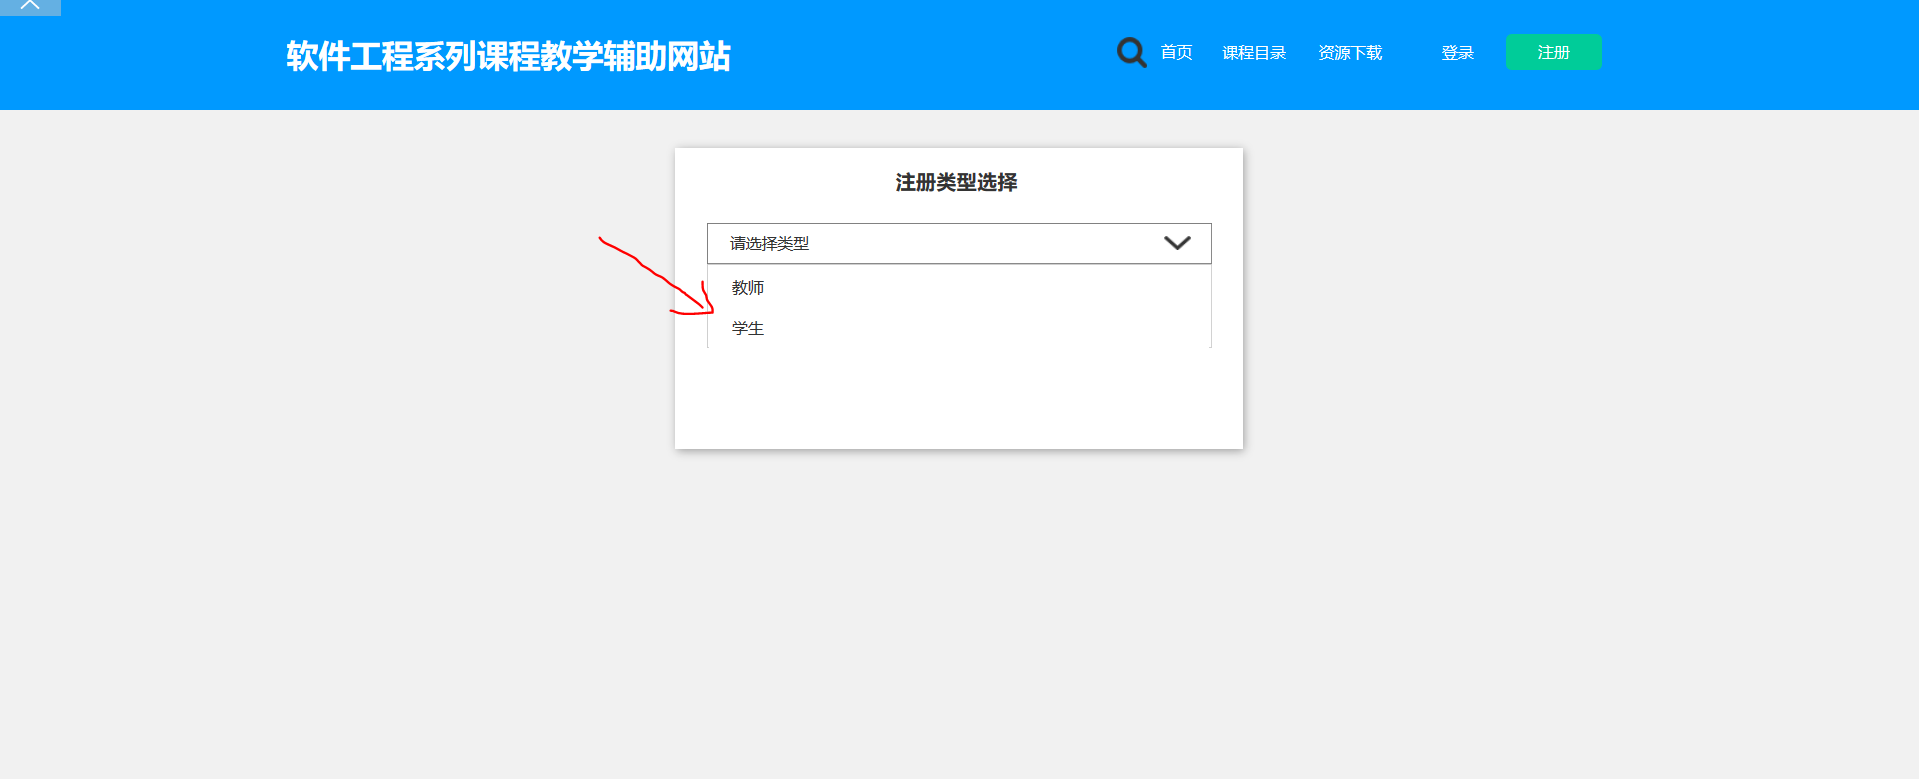 软件工程系列课程教学辅助网站
首页 课程目录 资源下载 登录 注册
注册类型选择
请选择类型
教师
学生